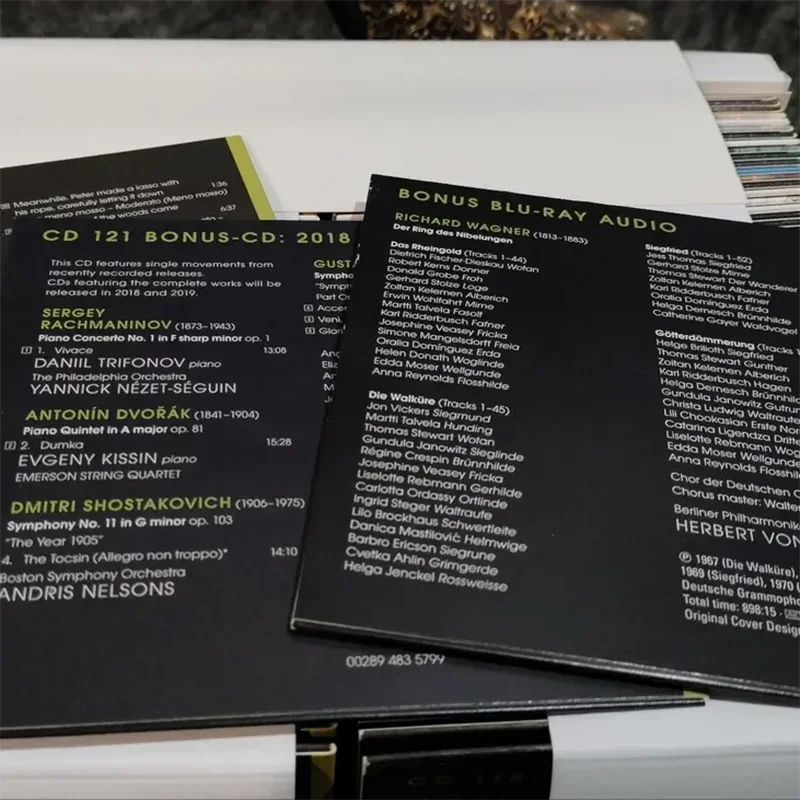 Meanwhile, Peter made a lasso with 1:36
his rope, carefully letting it down
meno mosso – Moderato (Meno mosso)
of the woods came 6:37
CD 121 BONUS-CD: 2018
This CD features single movements from
recently recorded releases.
CDs featuring the complete works will be
released in 2018 and 2019.
SERGEY
RACHMANINOV (1873–1943)
Piano Concerto No. 1 in F sharp minor op. 1
1 1. Vivace 13:08
DANIIL TRIFONOV piano
The Philadelphia Orchestra
YANNICK NÉZET-SÉGUIN
ANTONÍN DVOŘÁK (1841–1904)
Piano Quintet in A major op. 81
2 2. Dumka 15:28
EVGENY KISSIN piano
EMERSON STRING QUARTET
DMITRI SHOSTAKOVICH (1906–1975)
Symphony No. 11 in G minor op. 103
"The Year 1905"
4. The Tocsin (Allegro non troppo)* 14:10
Boston Symphony Orchestra
ANDRIS NELSONS
GUSTA
Symphony
"Symph
Part O
Acce
Veni,
Glori
00289 483 5799
BONUS BLU-RAY AUDIO
RICHARD WAGNER (1813–1883)
Der Ring des Nibelungen
Das Rheingold (Tracks 1–44)
Dietrich Fischer-Dieskau Wotan
Robert Kerns Donner
Donald Grobe Froh
Gerhard Stolze Loge
Zoltan Kelemen Alberich
Erwin Wohlfahrt Mime
Martti Talvela Fasolt
Karl Ridderbusch Fafner
Josephine Veasey Fricka
Simone Mangelsdorff Freia
Oralia Domínguez Erda
Helen Donath Woglinde
Edda Moser Wellgunde
Anna Reynolds Flosshilde
Die Walküre (Tracks 1–45)
Jon Vickers Siegmund
Martti Talvela Hunding
Thomas Stewart Wotan
Gundula Janowitz Sieglinde
Régine Crespin Brünnhilde
Josephine Veasey Fricka
Liselotte Rebmann Gerhilde
Carlotta Ordassy Ortlinde
Ingrid Steger Waltraute
Lilo Brockhaus Schwertleite
Danica Mastilović Helmwige
Barbro Ericson Siegrune
Cvetka Ahlin Grimgerde
Helga Jenckel Rossweisse
Siegfried (Tracks 1–52)
Jess Thomas Siegfried
Gerhard Stolze Mime
Thomas Stewart Der Wanderer
Zoltan Kelemen Alberich
Karl Ridderbusch Fafner
Oralia Domínguez Erda
Helga Dernesch Brünnhilde
Catherine Gayer Waldvogel
Götterdämmerung (Tracks
Helge Brilioth Siegfried
Thomas Stewart Gunther
Zoltan Kelemen Alberich
Karl Ridderbusch Hagen
Helga Dernesch Brünnhilde
Gundula Janowitz Gutrun
Christa Ludwig Waltraute
Lili Chookasian Erste Norn
Catarina Ligendza Dritte
Liselotte Rebmann Wog
Edda Moser Wellgunde
Anna Reynolds Flosshild
Chor der Deutschen O
Chorus master: Walter
Berliner Philharmonik
HERBERT VON
℗ 1967 (Die Walküre),
1969 (Siegfried), 1970 (
Deutsche Grammopho
Total time: 898:15
Original Cover Design